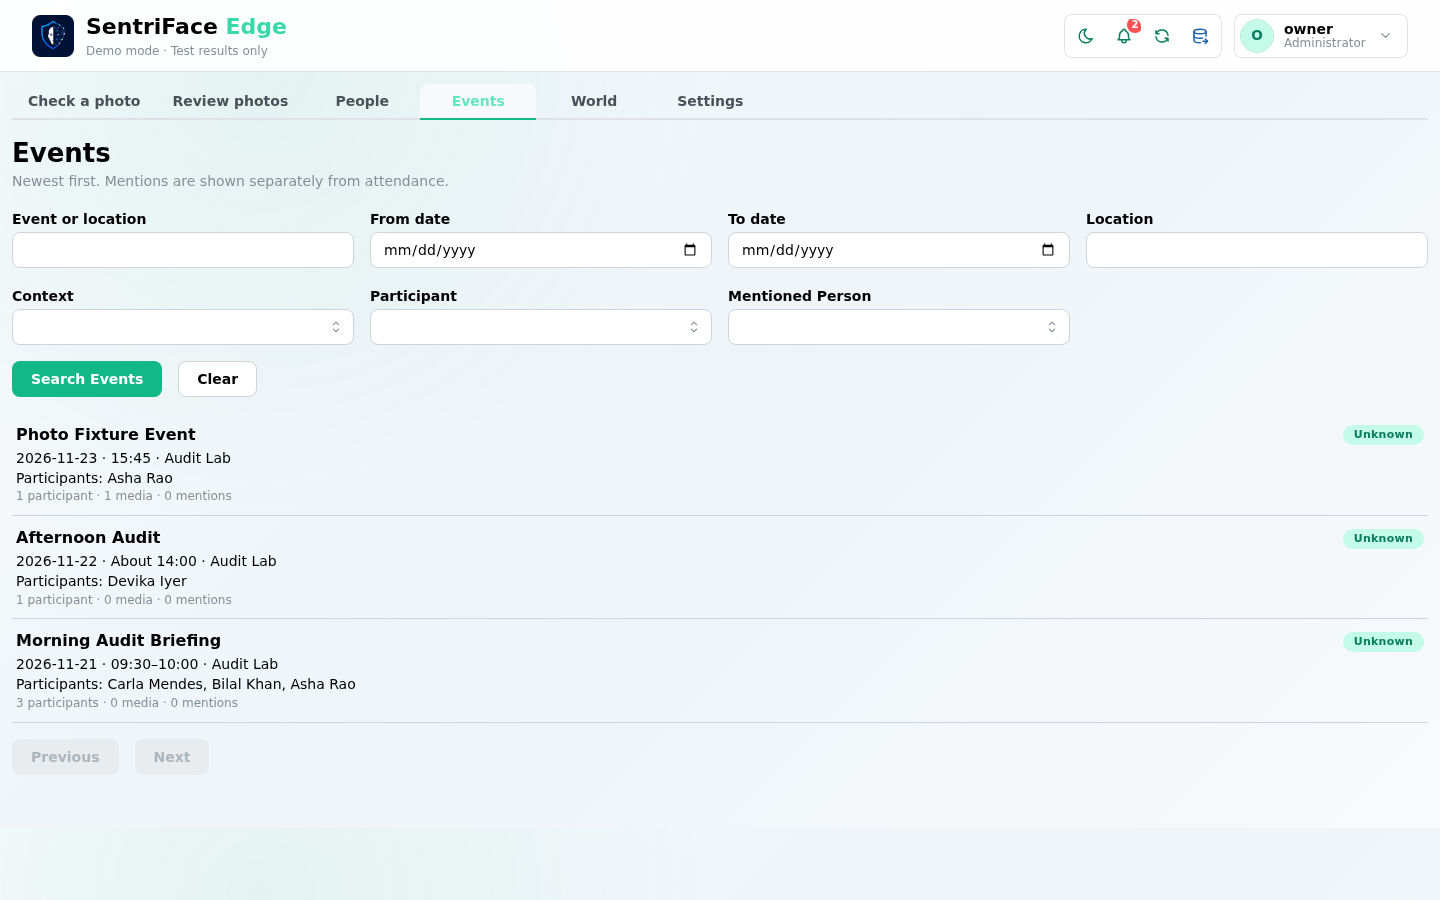 SentriFace Edge
Demo mode · Test results only
2
O
owner
Administrator
Check a photo
Review photos
People
Events
World
Settings
Events
Newest first. Mentions are shown separately from attendance.
Event or location
From date
To date
Location
mm/dd/yyyy
mm/dd/yyyy
Context
Participant
Mentioned Person
Search Events
Clear
Photo Fixture Event
Unknown
2026-11-23 · 15:45 · Audit Lab
Participants: Asha Rao
1 participant · 1 media · 0 mentions
Afternoon Audit
Unknown
2026-11-22 · About 14:00 · Audit Lab
Participants: Devika Iyer
1 participant · 0 media · 0 mentions
Morning Audit Briefing
Unknown
2026-11-21 · 09:30–10:00 · Audit Lab
Participants: Carla Mendes, Bilal Khan, Asha Rao
3 participants · 0 media · 0 mentions
Previous
Next